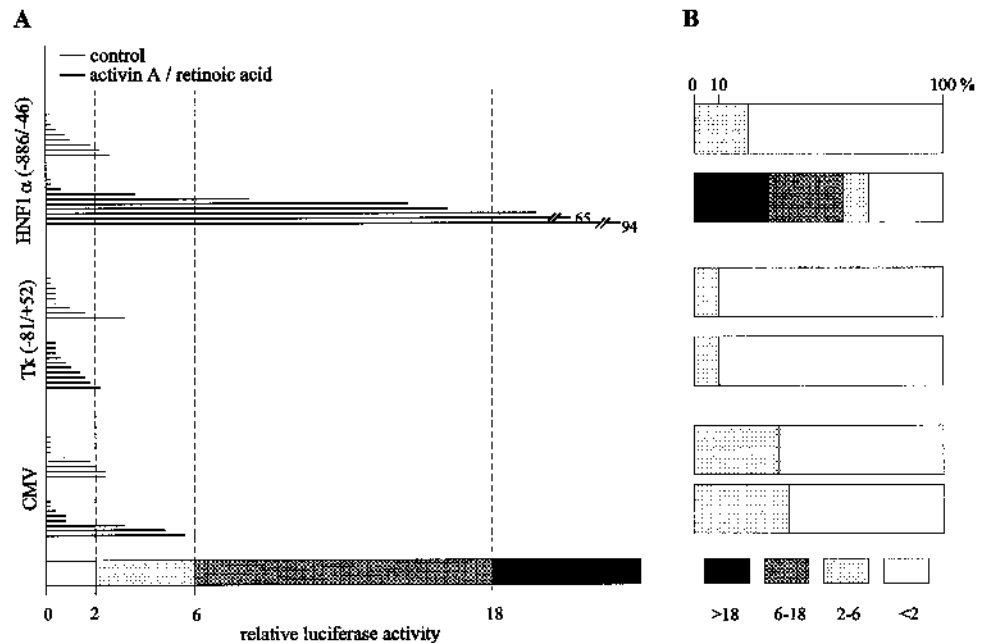 A
control
activin A / retinoic acid
HNF1 α (-886/-46)
65
94
Tk (-81/+52)
CMV
0 2 6 18
relative luciferase activity
B
0 10 100 %
>18 6-18 2-6 <2